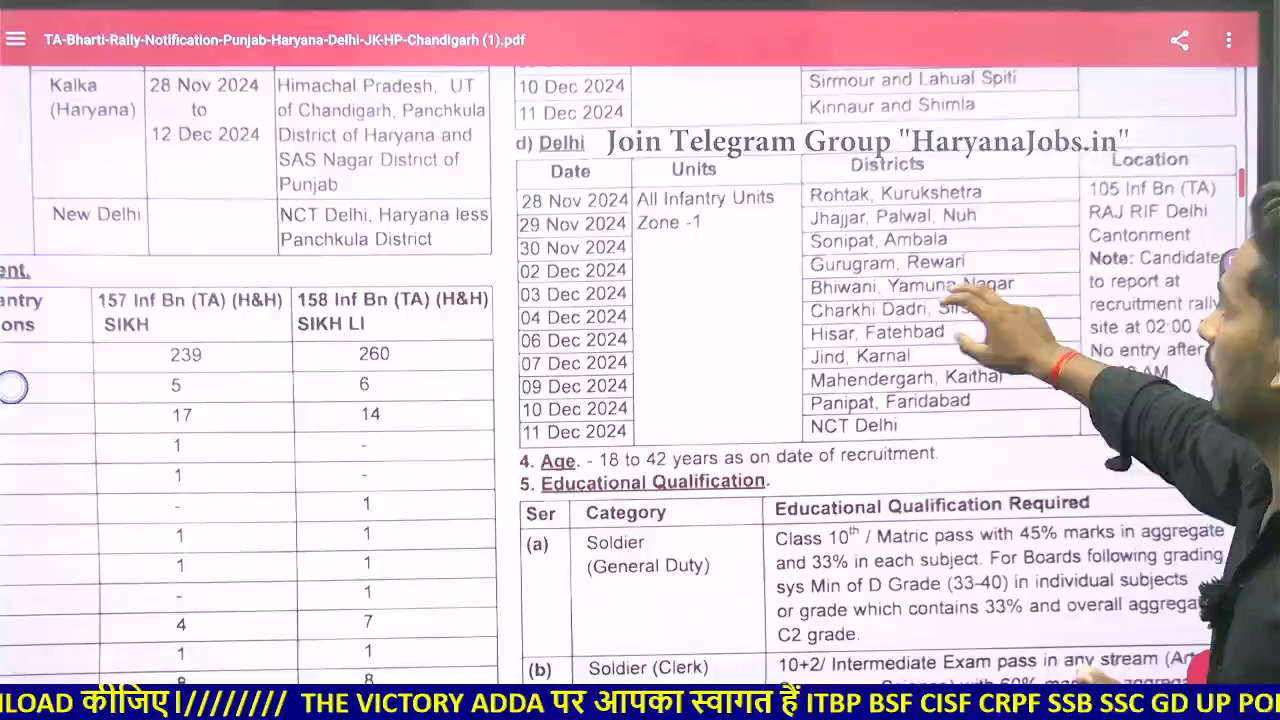 TA-Bharti-Rally-Notification-Punjab-Haryana-Delhi-JK-HP-Chandigarh (1).pdf
Kalka (Haryana)
28 Nov 2024 to 12 Dec 2024
Himachal Pradesh, UT
of Chandigarh, Panchkula
District of Haryana and
SAS Nagar District of
Punjab
New Delhi
NCT Delhi, Haryana less
Panchkula District
ent.
antry 157 Inf Bn (TA) (H&H) 158 Inf Bn (TA) (H&H)
ons SIKH SIKH LI
239 260
5 6
17 14
1 -
1 -
- 1
1 1
1 1
- 1
4 7
1 1
8
10 Dec 2024 Sirmour and Lahual Spiti
11 Dec 2024 Kinnaur and Shimla
d) Delhi Join Telegram Group "HaryanaJobs.in"
Date Units Districts Location
28 Nov 2024 All Infantry Units Rohtak, Kurukshetra 105 Inf Bn (TA)
29 Nov 2024 Zone -1 Jhajjar, Palwal, Nuh RAJ RIF Delhi
30 Nov 2024 Sonipat, Ambala Cantonment
02 Dec 2024 Gurugram, Rewari Note: Candidate
03 Dec 2024 Bhiwani, Yamuna Nagar to report at
04 Dec 2024 Charkhi Dadri, recruitment rally
06 Dec 2024 Hisar, Fatehbad site at 02:00
07 Dec 2024 Jind, Karnal No entry after
09 Dec 2024 Mahendergarh, Kaithal AM
10 Dec 2024 Panipat, Faridabad
11 Dec 2024 NCT Delhi
4. Age. - 18 to 42 years as on date of recruitment.
5. Educational Qualification.
Ser Category Educational Qualification Required
(a) Soldier (General Duty)
Class 10th / Matric pass with 45% marks in aggregate
and 33% in each subject. For Boards following grading
sys Min of D Grade (33-40) in individual subjects
or grade which contains 33% and overall aggrega
C2 grade.
(b) Soldier (Clerk) 10+2/ Intermediate Exam pass in any stream (Ar
NLOAD कीजिए।//////// THE VICTORY ADDA पर आपका स्वागत हैं ITBP BSF CISF CRPF SSB SSC GD UP PO